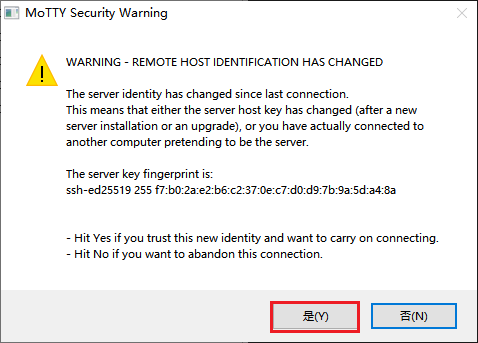 MoTTY Security Warning
WARNING - REMOTE HOST IDENTIFICATION HAS CHANGED
The server identity has changed since last connection.
This means that either the server host key has changed (after a new
server installation or an upgrade), or you have actually connected to
another computer pretending to be the server.
The server key fingerprint is:
ssh-ed25519 255 f7:b0:2a:e2:b6:c2:37:0e:c7:d0:d9:7b:9a:5d:a4:8a
- Hit Yes if you trust this new identity and want to carry on connecting.
- Hit No if you want to abandon this connection.
是(Y)
否(N)